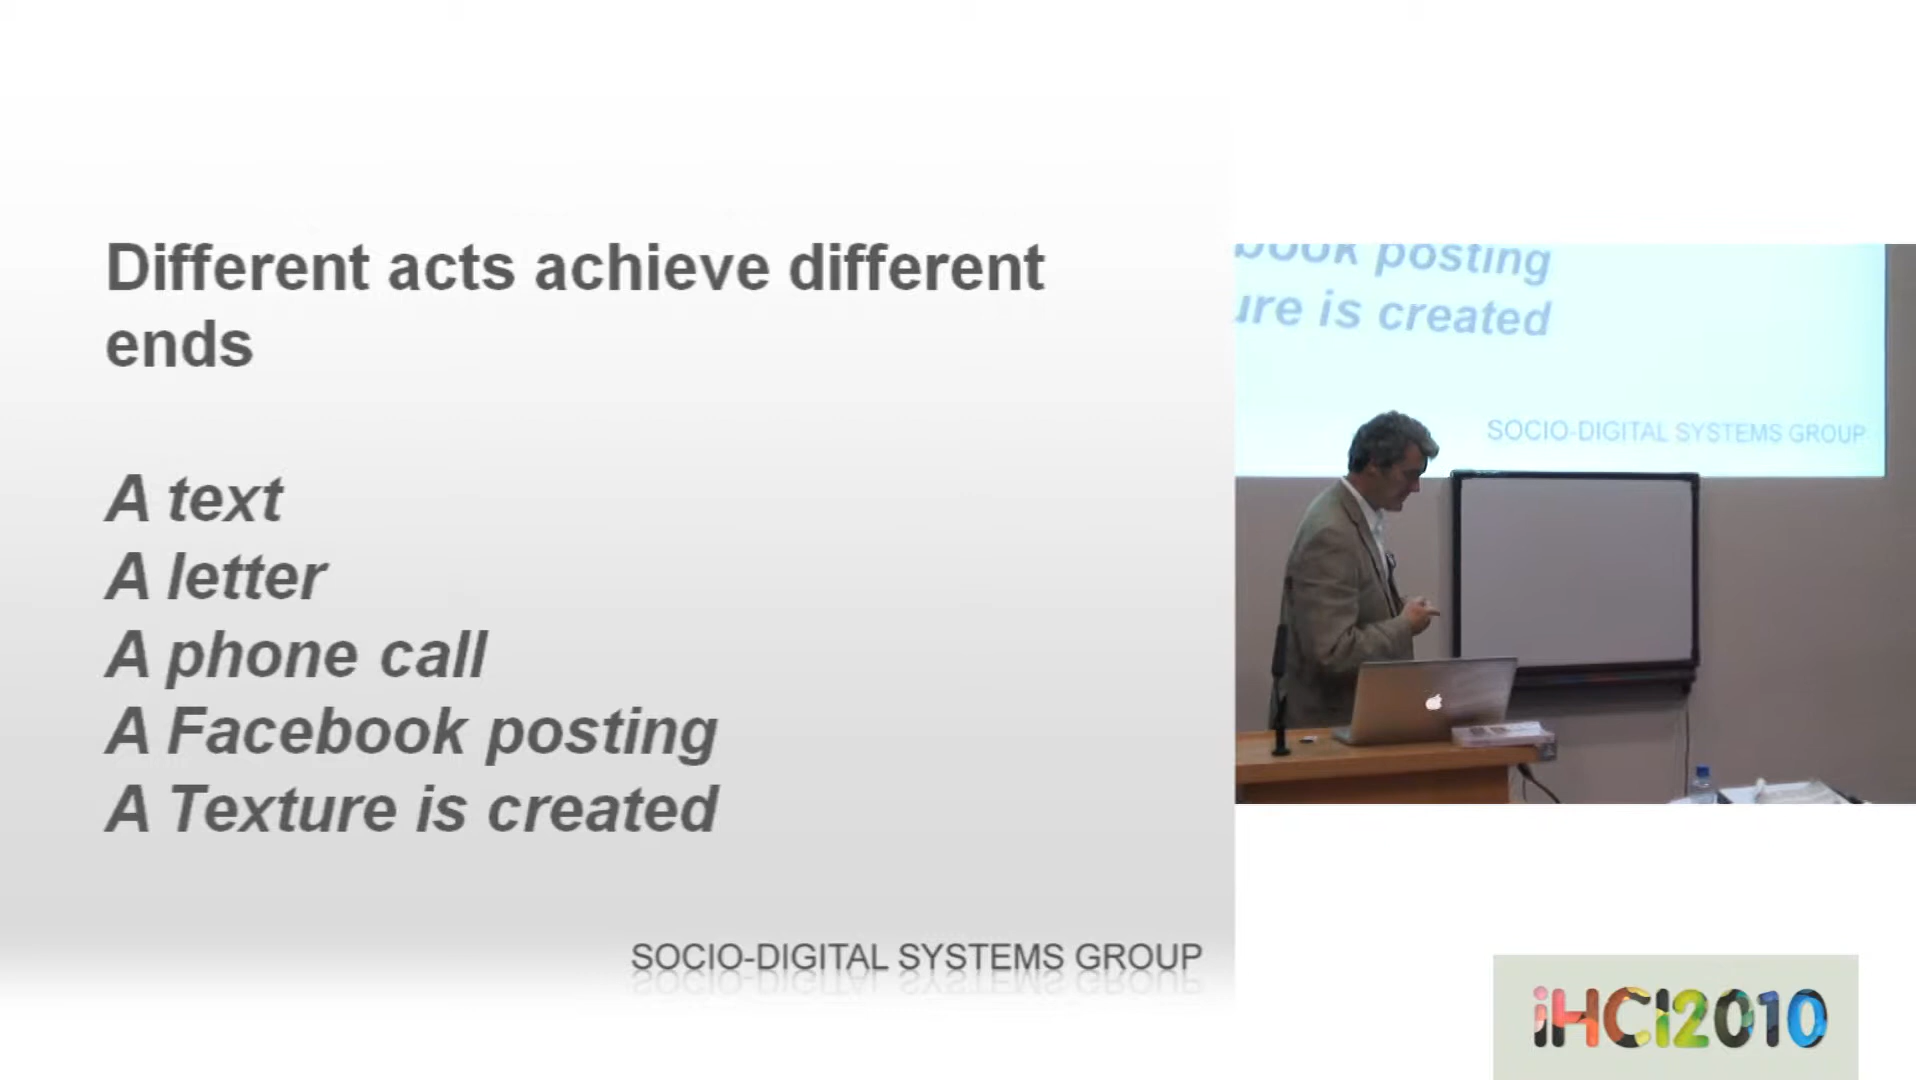 Different acts achieve different
ends
A text
A letter
A phone call
A Facebook posting
A Texture is created
SOCIO-DIGITAL SYSTEMS GROUP
posting
is created
SOCIO-DIGITAL SYSTEMS GROUP
iHCI2010